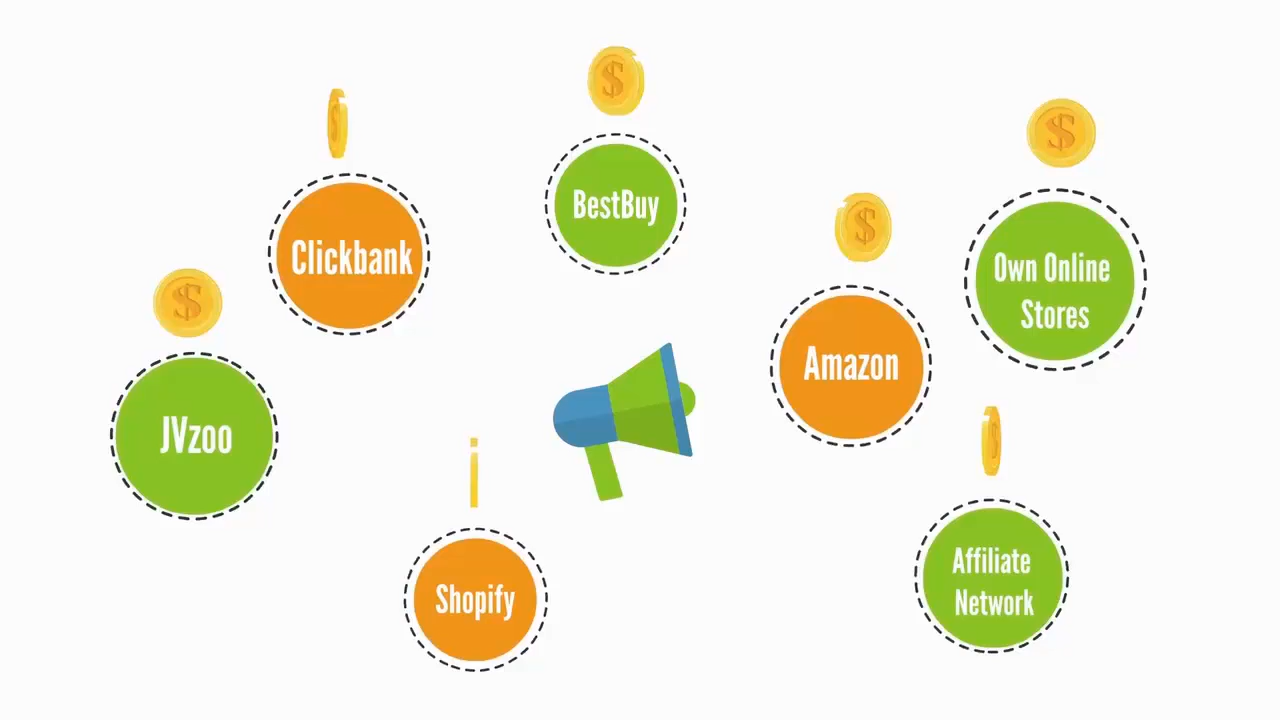 BestBuy
Clickbank
Own Online
Stores
Amazon
JVzoo
Affiliate
Network
Shopify